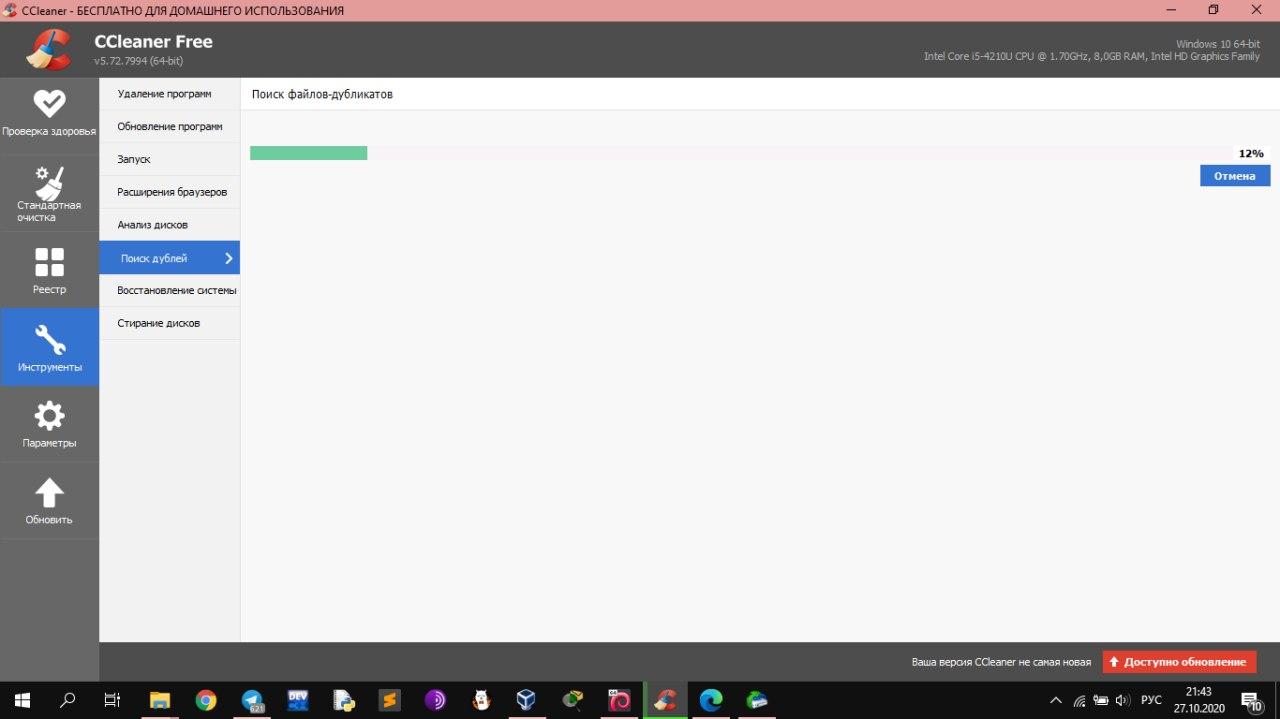 CCleaner - БЕСПЛАТНО ДЛЯ ДОМАШНЕГО ИСПОЛЬЗОВАНИЯ
CCleaner Free
v5.72.7994 (64-bit)
Windows 10 64-bit
Intel Core i5-4210U CPU @ 1.70GHz, 8,0GB RAM, Intel HD Graphics Family
Проверка здоровья
Стандартная
очистка
Реестр
Инструменты
Параметры
Обновить
Удаление программ
Обновление программ
Запуск
Расширения браузеров
Анализ дисков
Поиск дублей
Восстановление системы
Стирание дисков
Поиск файлов-дубликатов
12%
Отмена
Ваша версия CCleaner не самая новая
Доступно обновление
621
DEV
РУС
21:43
27.10.2020
10